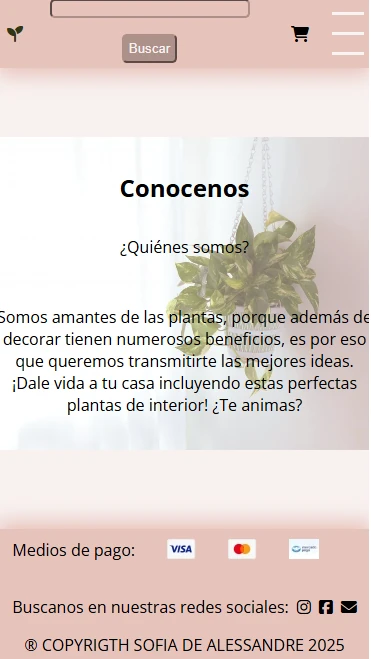 Buscar
Conocenos
¿Quiénes somos?
Somos amantes de las plantas, porque además de
decorar tienen numerosos beneficios, es por eso
que queremos transmitirte las mejores ideas.
¡Dale vida a tu casa incluyendo estas perfectas
plantas de interior! ¿Te animas?
Medios de pago:
VISA
Buscanos en nuestras redes sociales:
® COPYRIGTH SOFIA DE ALESSANDRE 2025